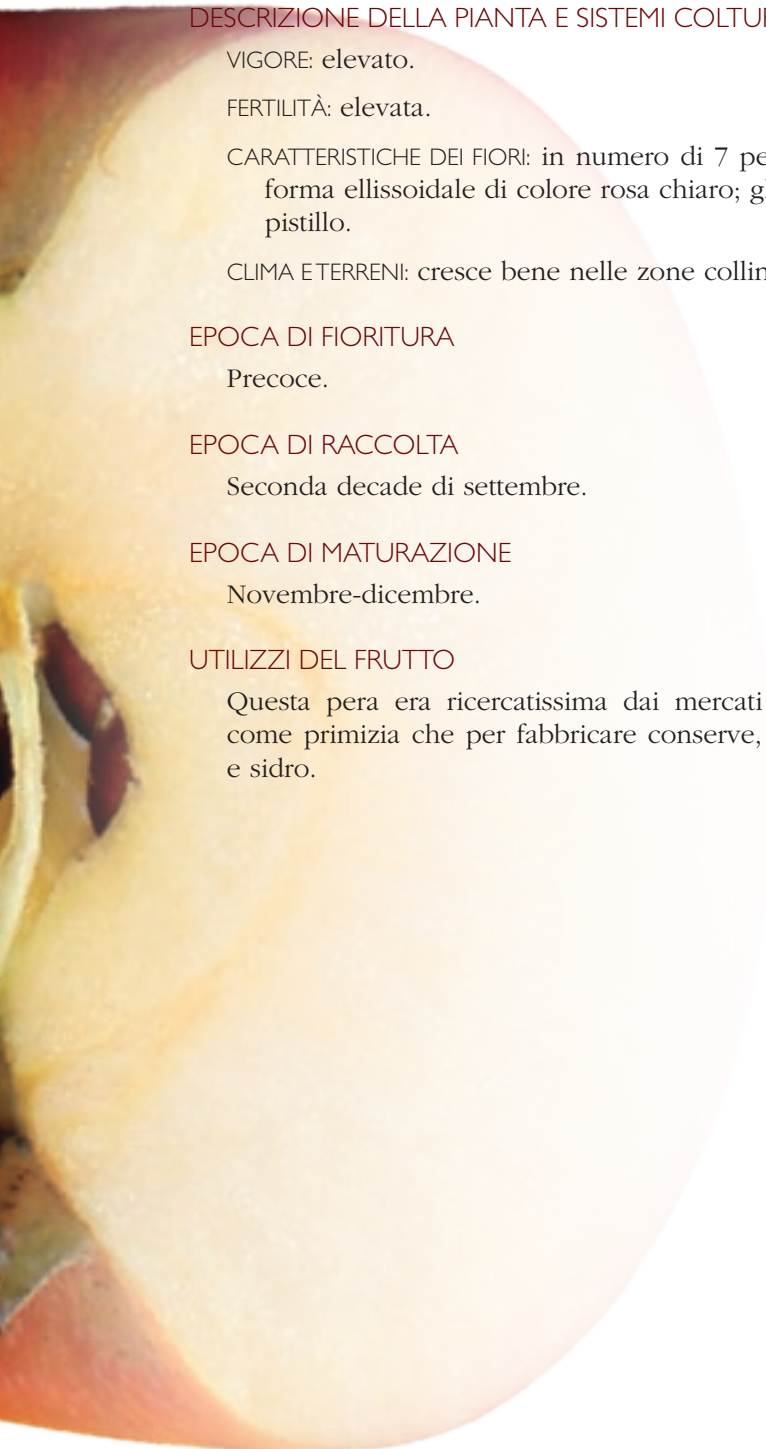 DESCRIZIONE DELLA PIANTA E SISTEMI
VIGORE: elevato.
FERTILITÀ: elevata.
CARATTERISTICHE DEI FIORI: in numero di 7
forma ellissoidale di colore rosa chiaro;
pistillo.
CLIMA E TERRENI: cresce bene nelle zone
EPOCA DI FIORITURA
Precoce.
EPOCA DI RACCOLTA
Seconda decade di settembre.
EPOCA DI MATURAZIONE
Novembre-dicembre.
UTILIZZI DEL FRUTTO
Questa pera era ricercatissima dai mercati
come primizia che per fabbricare conserve,
e sidro.